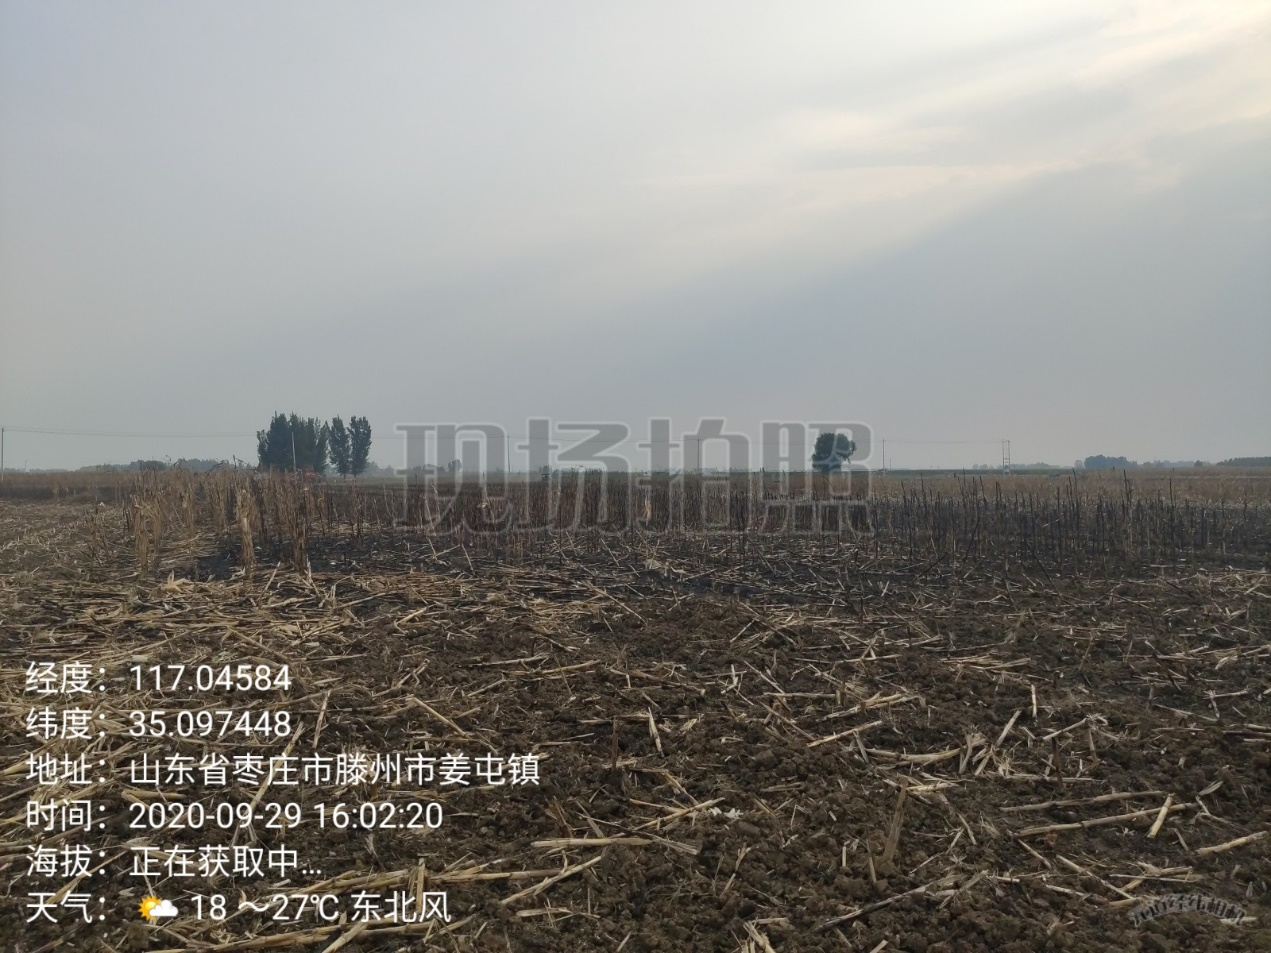 现场拍照
经度：117.04584
纬度：35.097448
地址：山东省枣庄市滕州市姜屯镇
时间：2020-09-29 16:02:20
海拔：正在获取中...
天气：18 ～27℃ 东北风